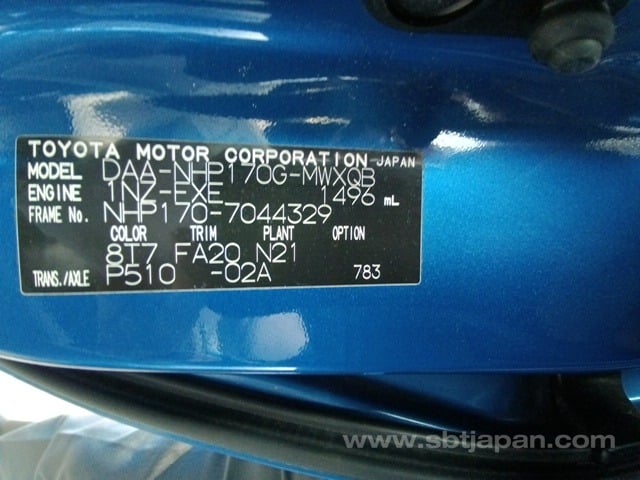 TOYOTA MOTOR CORPORATION JAPAN
MODEL DAA-NHP170G-MWXQB
ENGINE 1NZ-EXE 1496 mL
FRAME No. NHP170-7044329
COLOR TRIM PLANT OPTION
8T7 FA20 N21
TRANS./AXLE P510 -02A 783
www.sbtjapan.com